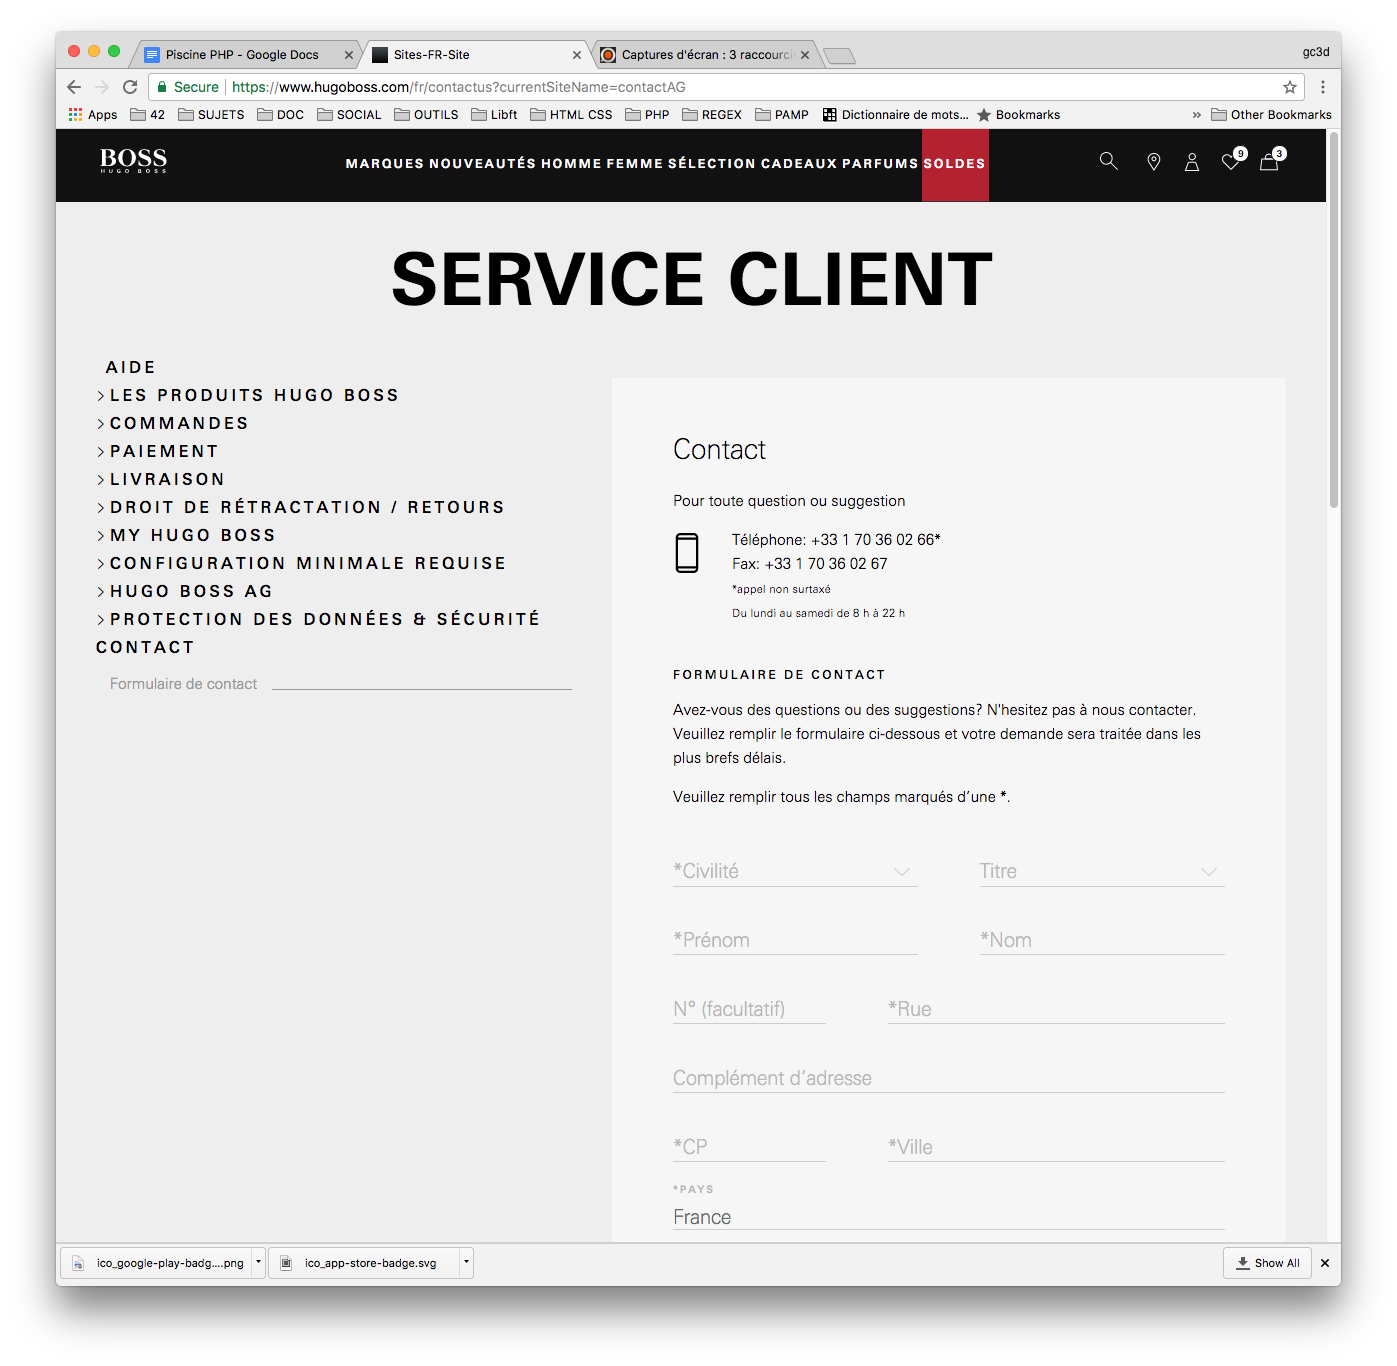 Piscine PHP - Google Docs
Sites-FR-Site
Captures d'écran : 3 raccourci
gc3d
Secure
https://www.hugoboss.com/fr/contactus?currentSiteName=contactAG
Apps
42
SUJETS
DOC
SOCIAL
OUTILS
Libft
HTML CSS
PHP
REGEX
PAMP
Dictionnaire de mots...
Bookmarks
»
Other Bookmarks
BOSS
HUGO BOSS
MARQUES NOUVEAUTÉS HOMME FEMME SÉLECTION CADEAUX PARFUMS SOLDES
9
3
SERVICE CLIENT
AIDE
> LES PRODUITS HUGO BOSS
> COMMANDES
> PAIEMENT
> LIVRAISON
> DROIT DE RÉTRACTATION / RETOURS
> MY HUGO BOSS
> CONFIGURATION MINIMALE REQUISE
> HUGO BOSS AG
> PROTECTION DES DONNÉES & SÉCURITÉ
CONTACT
Formulaire de contact
Contact
Pour toute question ou suggestion
Téléphone: +33 1 70 36 02 66*
Fax: +33 1 70 36 02 67
*appel non surtaxé
Du lundi au samedi de 8 h à 22 h
FORMULAIRE DE CONTACT
Avez-vous des questions ou des suggestions? N'hesitez pas à nous contacter.
Veuillez remplir le formulaire ci-dessous et votre demande sera traitée dans les
plus brefs délais.
Veuillez remplir tous les champs marqués d’une *.
*Civilité
Titre
*Prénom
*Nom
N° (facultatif)
*Rue
Complément d’adresse
*CP
*Ville
*PAYS
France
ico_google-play-badg....png
ico_app-store-badge.svg
Show All